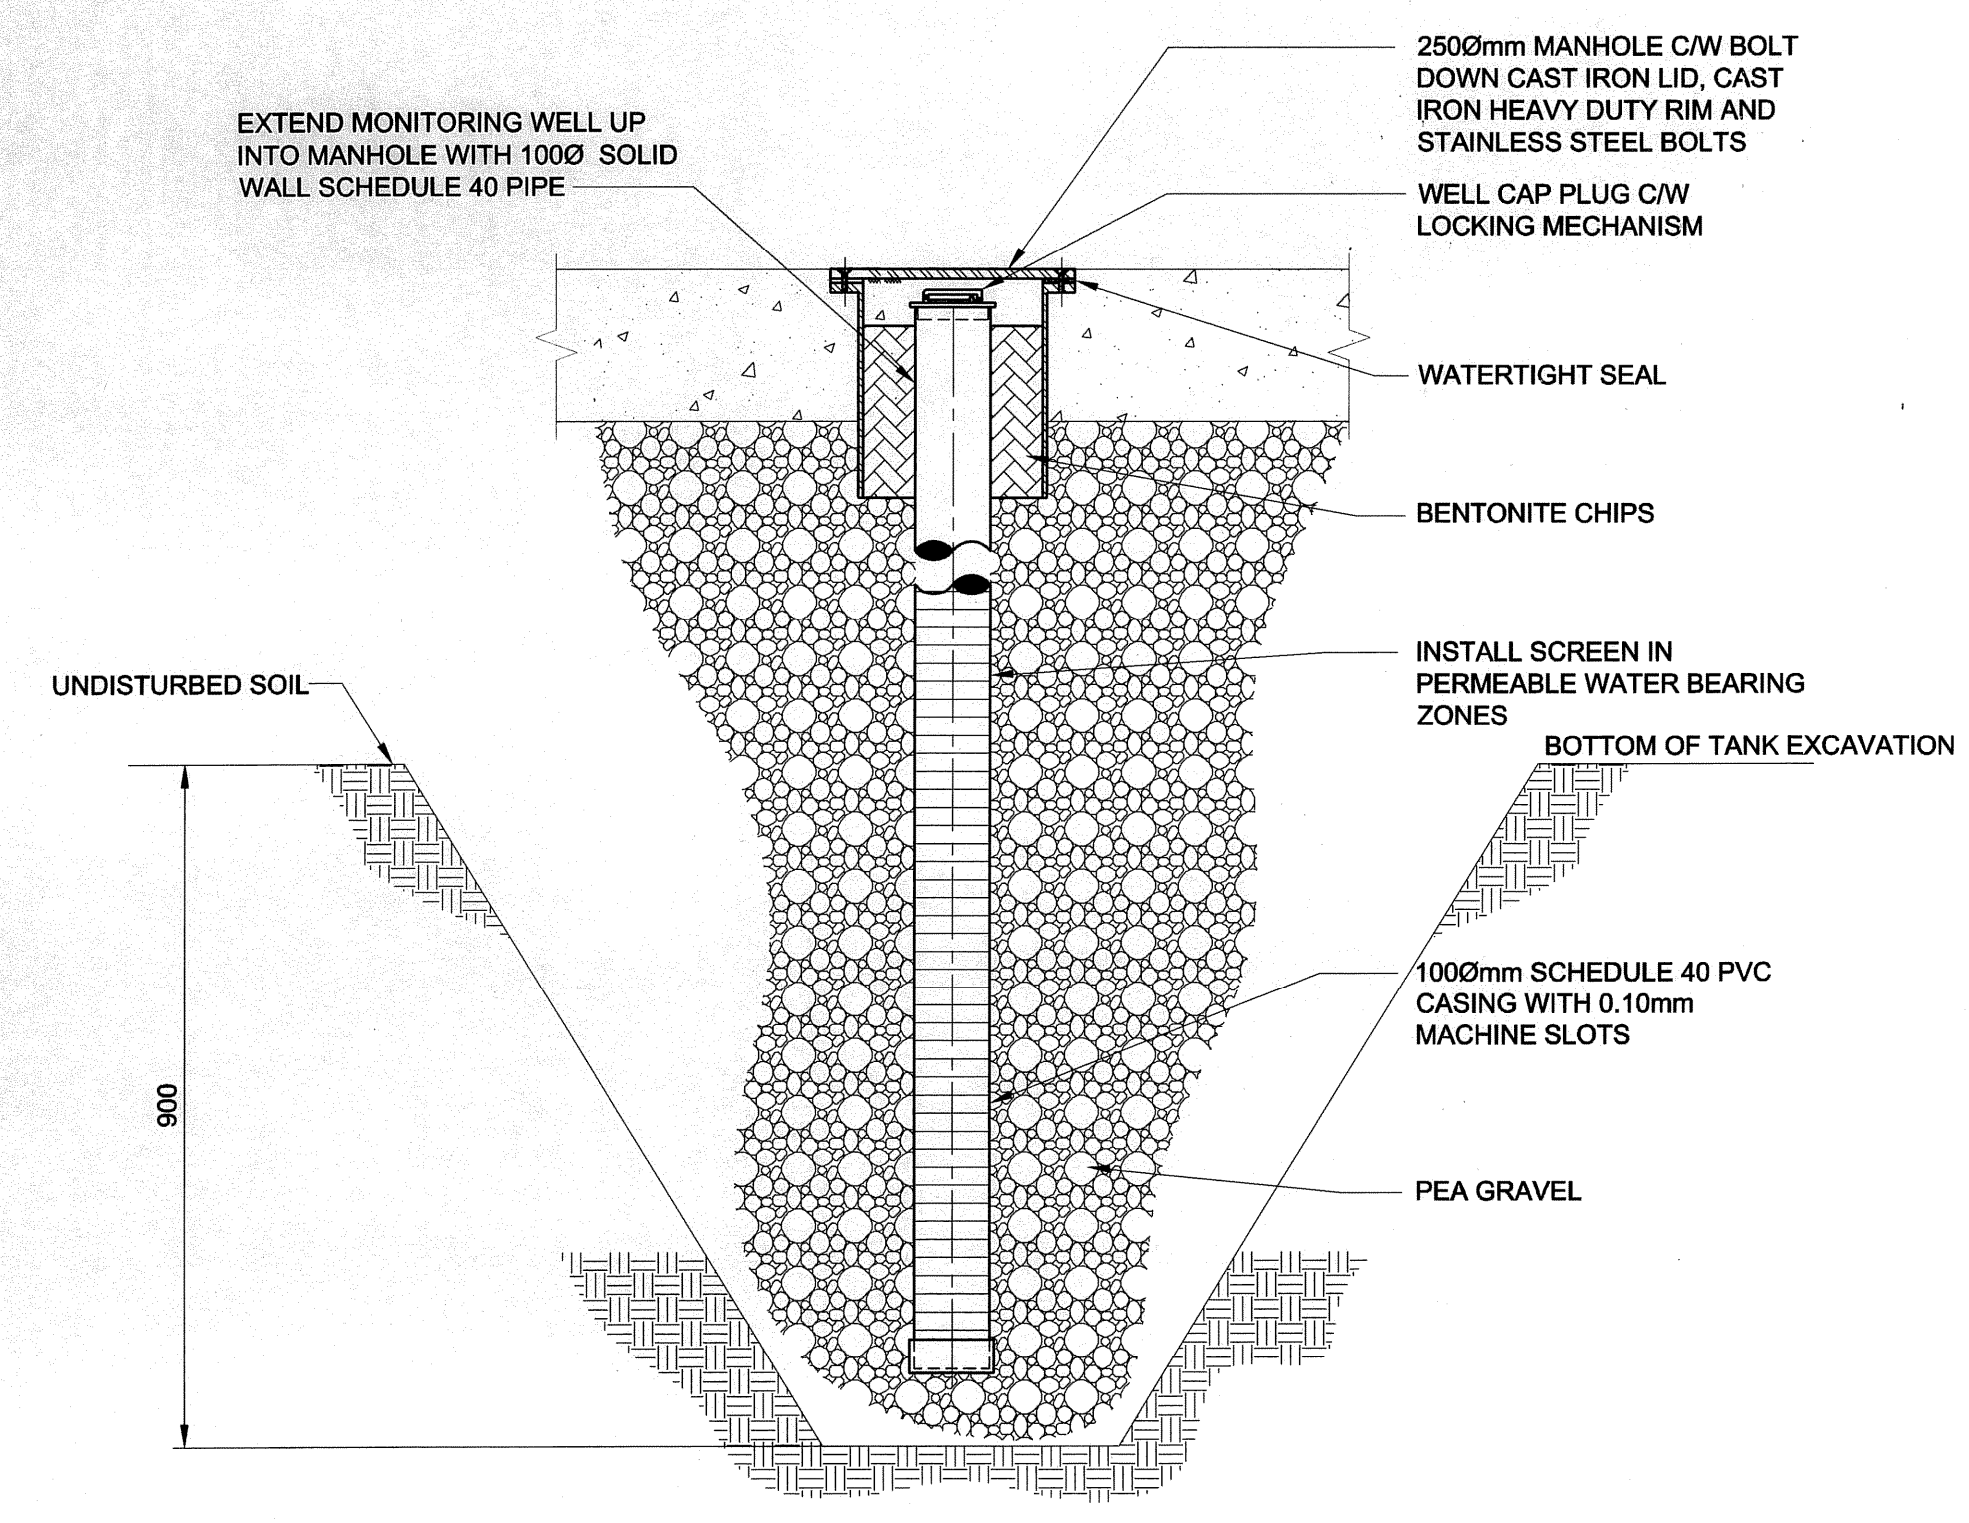 250Ømm MANHOLE C/W BOLT
DOWN CAST IRON LID, CAST
IRON HEAVY DUTY RIM AND
STAINLESS STEEL BOLTS
EXTEND MONITORING WELL UP
INTO MANHOLE WITH 100Ø SOLID
WALL SCHEDULE 40 PIPE
WELL CAP PLUG C/W
LOCKING MECHANISM
WATERTIGHT SEAL
BENTONITE CHIPS
INSTALL SCREEN IN
PERMEABLE WATER BEARING
ZONES
UNDISTURBED SOIL
BOTTOM OF TANK EXCAVATION
100Ømm SCHEDULE 40 PVC
CASING WITH 0.10mm
MACHINE SLOTS
900
PEA GRAVEL